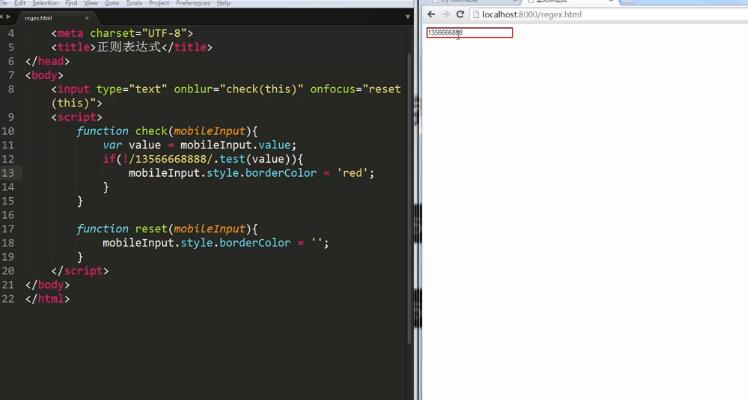 Edit Selection Find View Goto Tools Project Preferences Help
regex.html
4 <meta charset="UTF-8">
5 <title>正则表达式</title>
6 </head>
7 <body>
8 <input type="text" onblur="check(this)" onfocus="reset
(this)">
9 <script>
10 function check(mobileInput){
11 var value = mobileInput.value;
12 if(!/13566668888/.test(value)){
13 mobileInput.style.borderColor = 'red';
14 }
15 }
16
17 function reset(mobileInput){
18 mobileInput.style.borderColor = '';
19 }
20 </script>
21 </body>
22 </html>
localhost:8000/regex.html